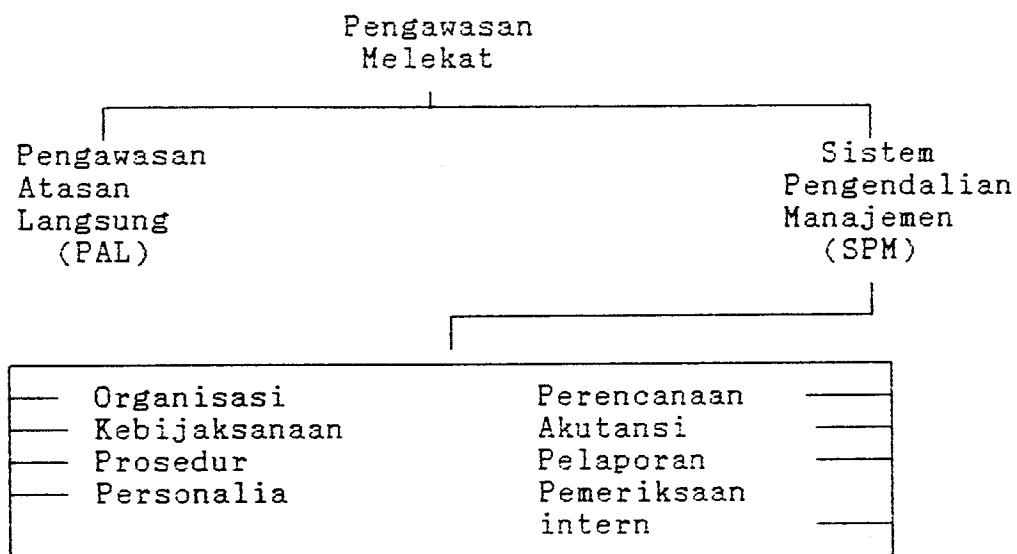 Pengawasan
Melekat
Pengawasan
Atasan
Langsung
(PAL)
Sistem
Pengendalian
Manajemen
(SPM)
Organisasi
Kebijaksanaan
Prosedur
Personalia
Perencanaan
Akutansi
Pelaporan
Pemeriksaan
intern